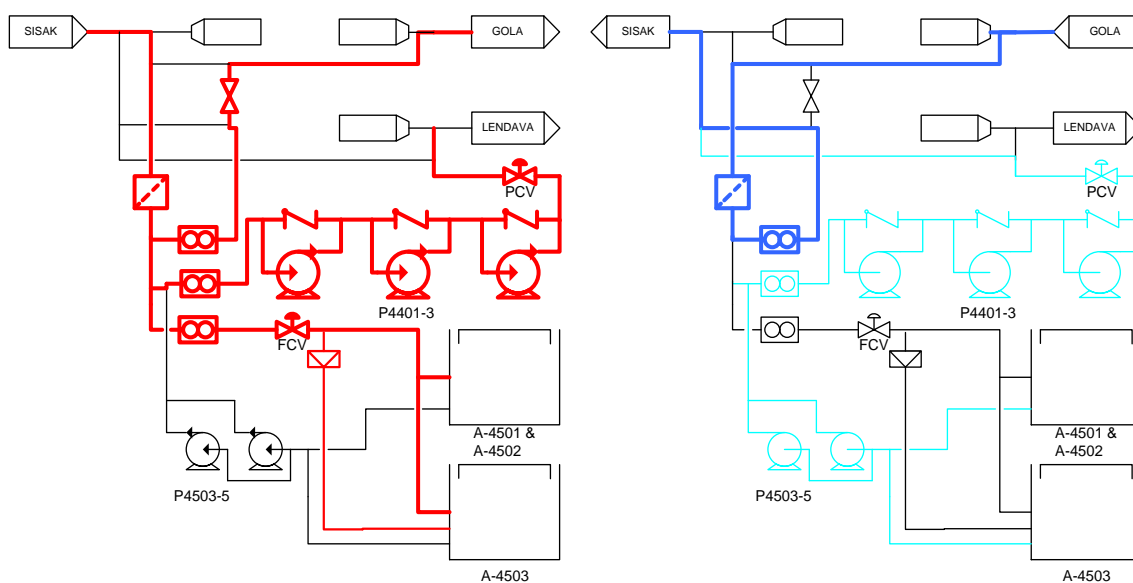 SISAK
GOLA
LENDAVA
PCV
P4401-3
FCV
A-4501 &
A-4502
P4503-5
A-4503
SISAK
GOLA
LENDAVA
PCV
P4401-3
FCV
A-4501 &
A-4502
P4503-5
A-4503